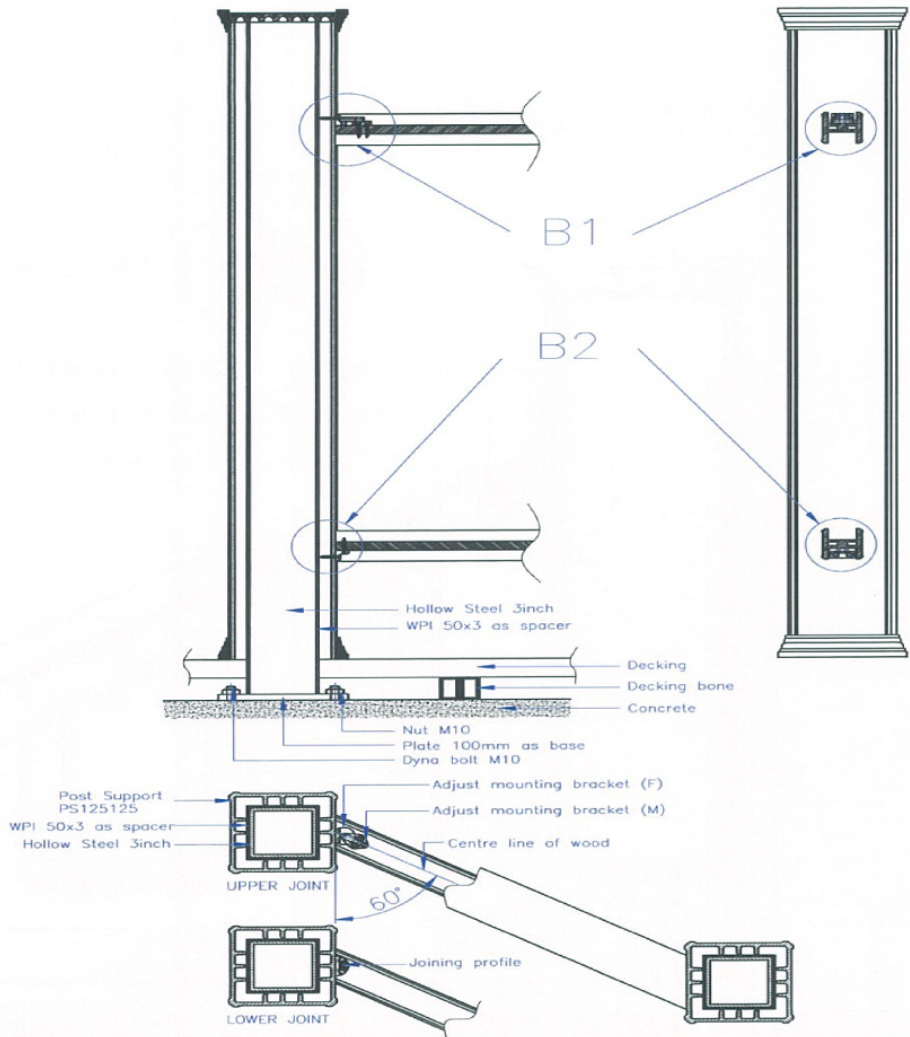 B1
B2
Hollow Steel 3inch
WPI 50x3 as spacer
Decking
Decking bone
Concrete
Nut M10
Plate 100mm as base
Dyna bolt M10
Post Support
PS125125
WPI 50x3 as spacer
Hollow Steel 3inch
UPPER JOINT
Adjust mounting bracket (F)
Adjust mounting bracket (M)
Centre line of wood
60°
Joining profile
LOWER JOINT